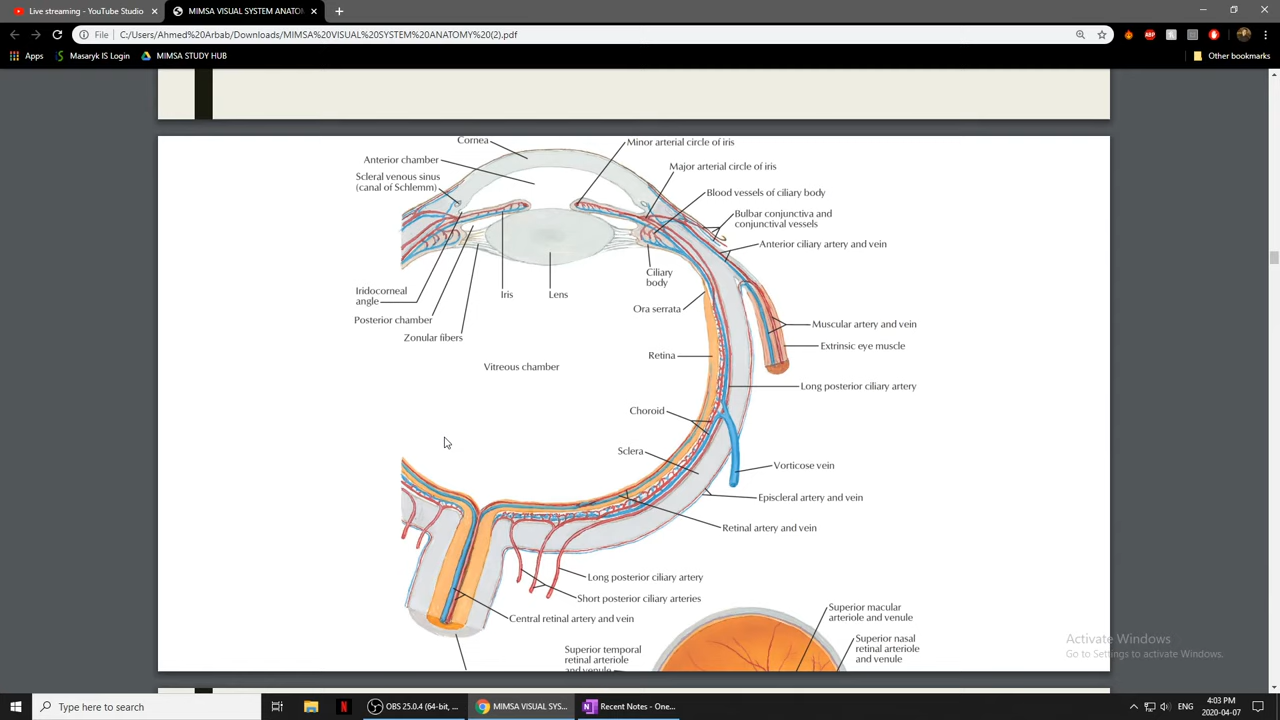 Live streaming - YouTube Studio
MIMSA VISUAL SYSTEM ANATOM
File
C:/Users/Ahmed%20Arbab/Downloads/MIMSA%20VISUAL%20SYSTEM%20ANATOMY%20(2).pdf
ABP
Apps
Masaryk IS Login
MIMSA STUDY HUB
Other bookmarks
Cornea
Minor arterial circle of iris
Anterior chamber
Major arterial circle of iris
Scleral venous sinus
(canal of Schlemm)
Blood vessels of ciliary body
Bulbar conjunctiva and
conjunctival vessels
Anterior ciliary artery and vein
Ciliary
body
Iridocorneal
angle
Iris
Lens
Ora serrata
Posterior chamber
Muscular artery and vein
Zonular fibers
Extrinsic eye muscle
Retina
Vitreous chamber
Long posterior ciliary artery
Choroid
Sclera
Vorticose vein
Episcleral artery and vein
Retinal artery and vein
Long posterior ciliary artery
Short posterior ciliary arteries
Central retinal artery and vein
Superior macular
arteriole and venule
Superior nasal
retinal arteriole
and venule
Superior temporal
retinal arteriole
and venule
Activate Windows
Go to Settings to activate Windows.
Type here to search
OBS 25.0.4 (64-bit, ...
MIMSA VISUAL SYS...
Recent Notes - One...
ENG
4:03 PM
2020-04-07